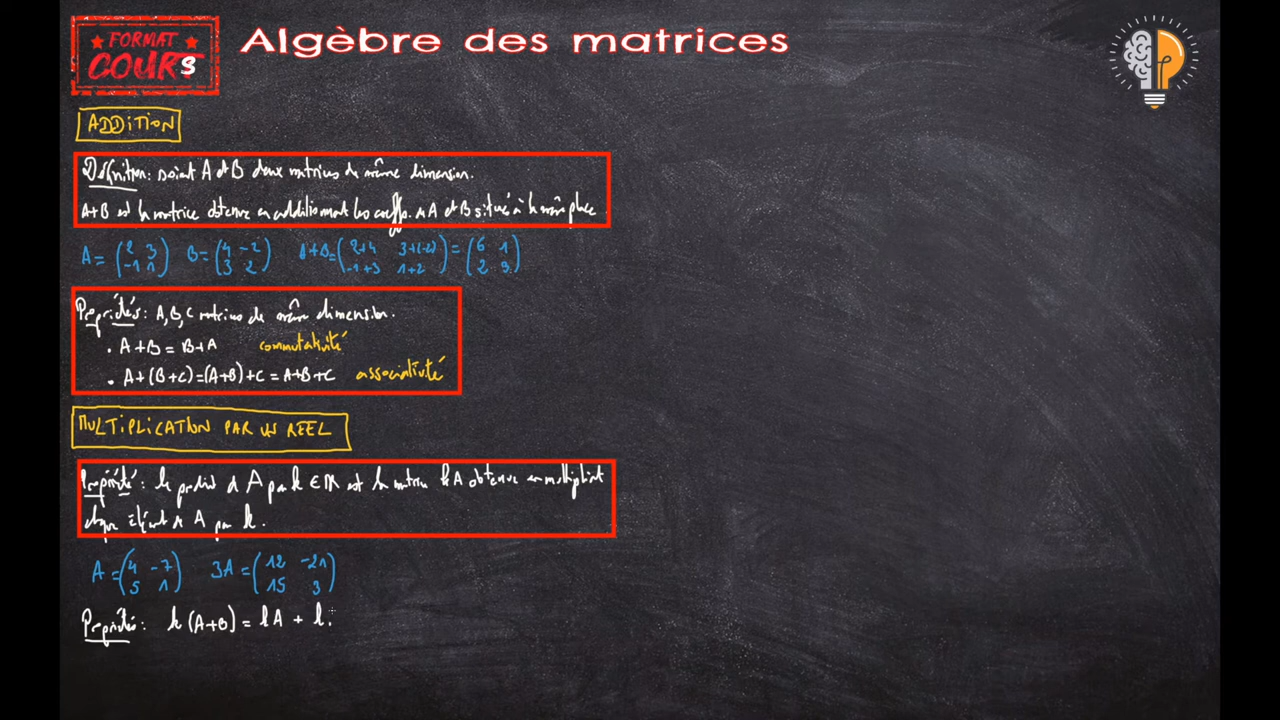 FORMAT
COURS
Algèbre des matrices
ADDITION
Définition: soient A et B deux matrices de même dimension.
A+B est la matrice obtenue en additionnant les coeffs. de A et B situés à la même place
A = (2 3 / -1 1) B = (4 -2 / 3 2) A+B = (2+4 3+(-2) / -1+3 1+2) = (6 1 / 2 3)
Propriétés: A, B, C matrices de même dimension.
• A+B = B+A commutativité
• A+(B+C)=(A+B)+C = A+B+C associativité
MULTIPLICATION PAR UN REEL
Propriété: le produit de A par k ∈ ℝ est la matrice kA obtenue en multipliant
chaque élément de A par k.
A = (4 -7 / 5 1) 3A = (12 -21 / 15 3)
Propriétés: k(A+B) = kA + k